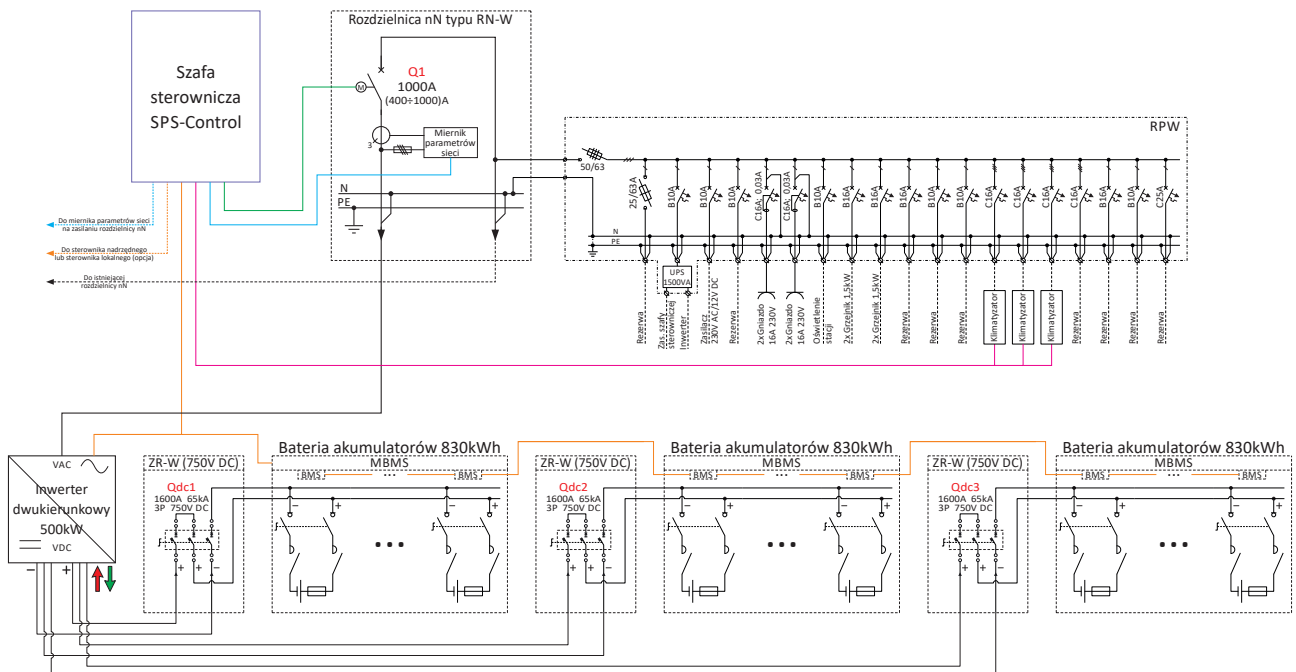 Szafa
sterownicza
SPS-Control
Rozdzielnica nN typu RN-W
Q1
1000A
(400÷1000)A
M
3
Miernik
parametrów
sieci
N
PE
Do miernika parametrów sieci
na zasilaniu rozdzielnicy nN
Do sterownika nadrzędnego
lub sterownika lokalnego (opcja)
Do istniejącej
rozdzielnicy nN
RPW
50/63
25/63A
B10A
B10A
B10A
C16A; 0,03A
C16A; 0,03A
B10A
B16A
B16A
B16A
B10A
B10A
C16A
C16A
C16A
C16A
B16A
B10A
C25A
N
PE
UPS
1500VA
Rezerwa
Zas. szafy
sterowniczej
Inwerter
Zasilacz
230V AC/12V DC
Rezerwa
2xGniazdo
16A 230V
2xGniazdo
16A 230V
Oświetlenie
stacji
2x Grzejnik 1,5kW
2x Grzejnik 1,5kW
Rezerwa
Rezerwa
Rezerwa
Klimatyzator
Klimatyzator
Klimatyzator
Rezerwa
Rezerwa
Rezerwa
Rezerwa
VAC
Inwerter
dwukierunkowy
500kW
VDC
− +
ZR-W (750V DC)
Qdc1
1600A 65kA
3P 750V DC
+ + −
Bateria akumulatorów 830kWh
MBMS
BMS ... BMS
− + − +
ZR-W (750V DC)
Qdc2
1600A 65kA
3P 750V DC
+ + −
Bateria akumulatorów 830kWh
MBMS
BMS ... BMS
− + − +
ZR-W (750V DC)
Qdc3
1600A 65kA
3P 750V DC
+ + −
Bateria akumulatorów 830kWh
MBMS
BMS ... BMS
− + − +